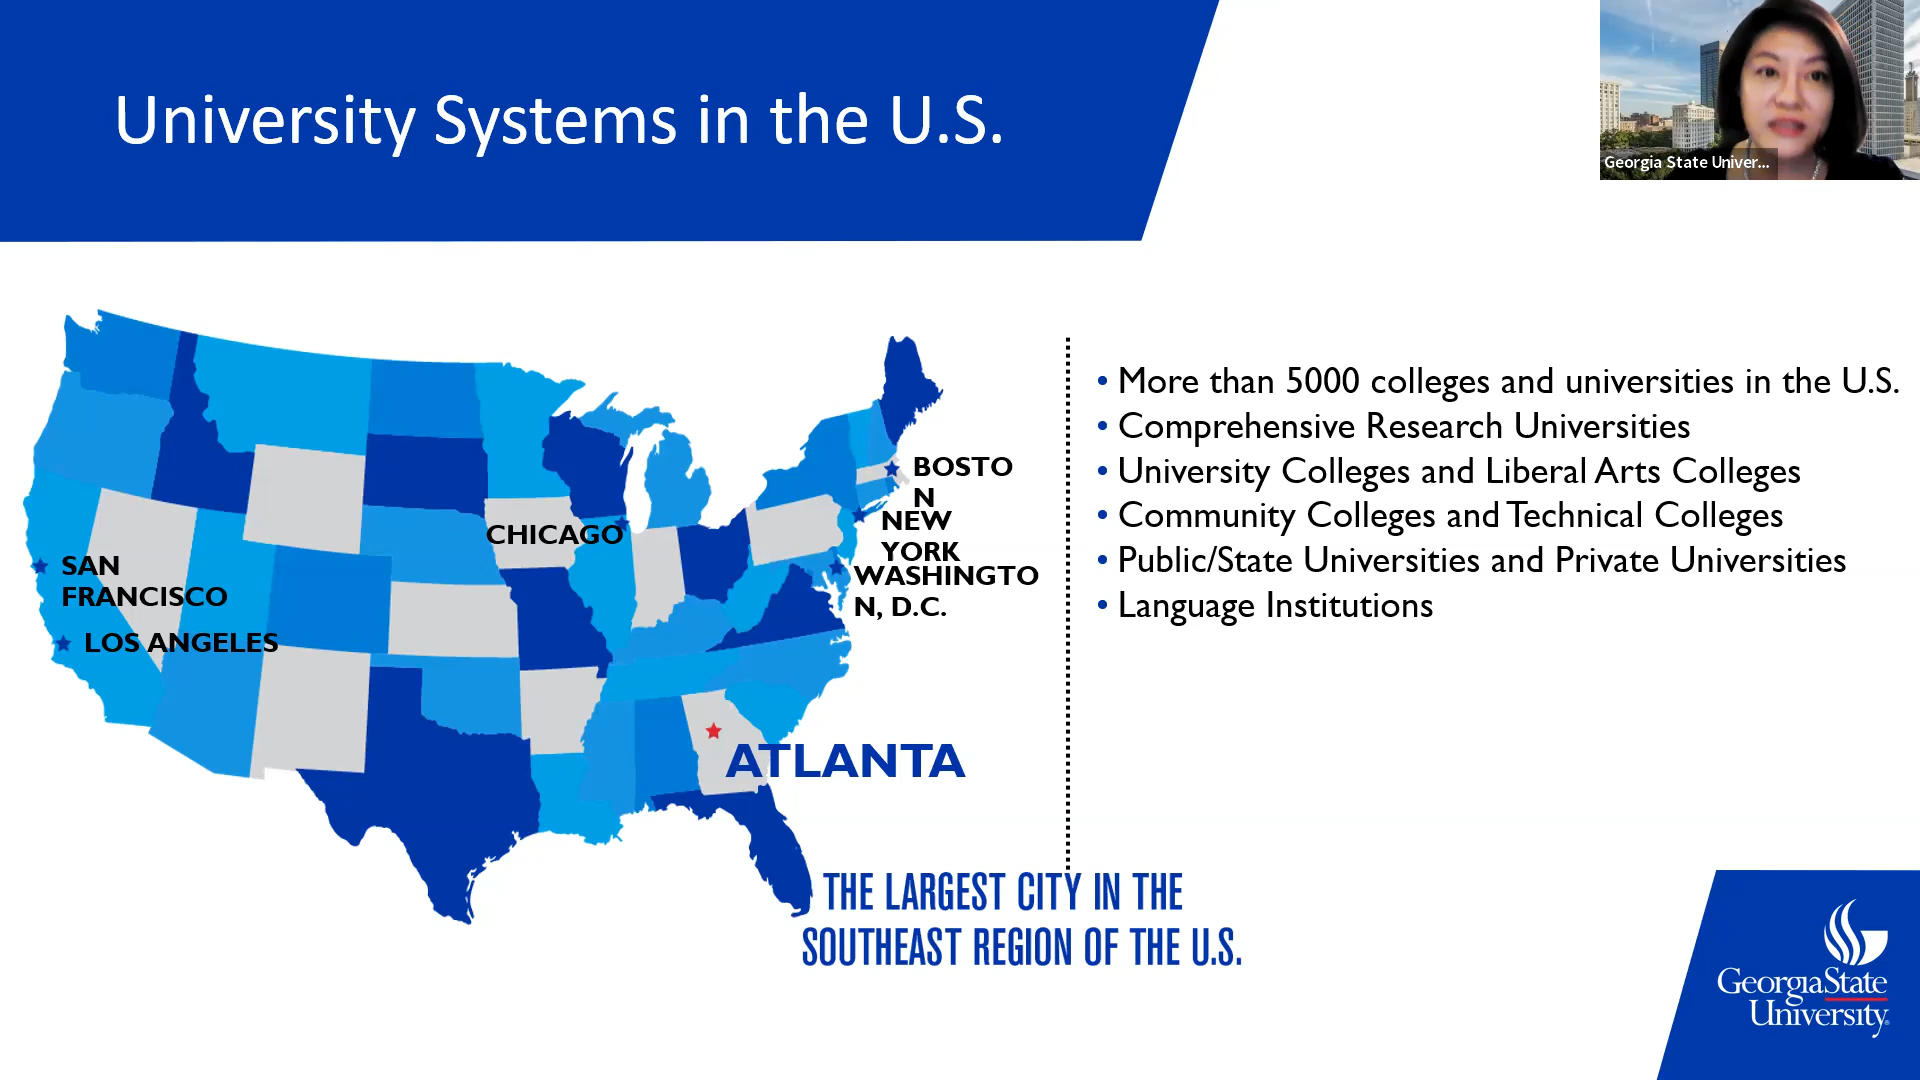 University Systems in the U.S.
Georgia State Univer...
BOSTO
N
NEW
YORK
WASHINGTO
N, D.C.
CHICAGO
SAN
FRANCISCO
LOS ANGELES
ATLANTA
THE LARGEST CITY IN THE
SOUTHEAST REGION OF THE U.S.
• More than 5000 colleges and universities in the U.S.
• Comprehensive Research Universities
• University Colleges and Liberal Arts Colleges
• Community Colleges and Technical Colleges
• Public/State Universities and Private Universities
• Language Institutions
GeorgiaState
University